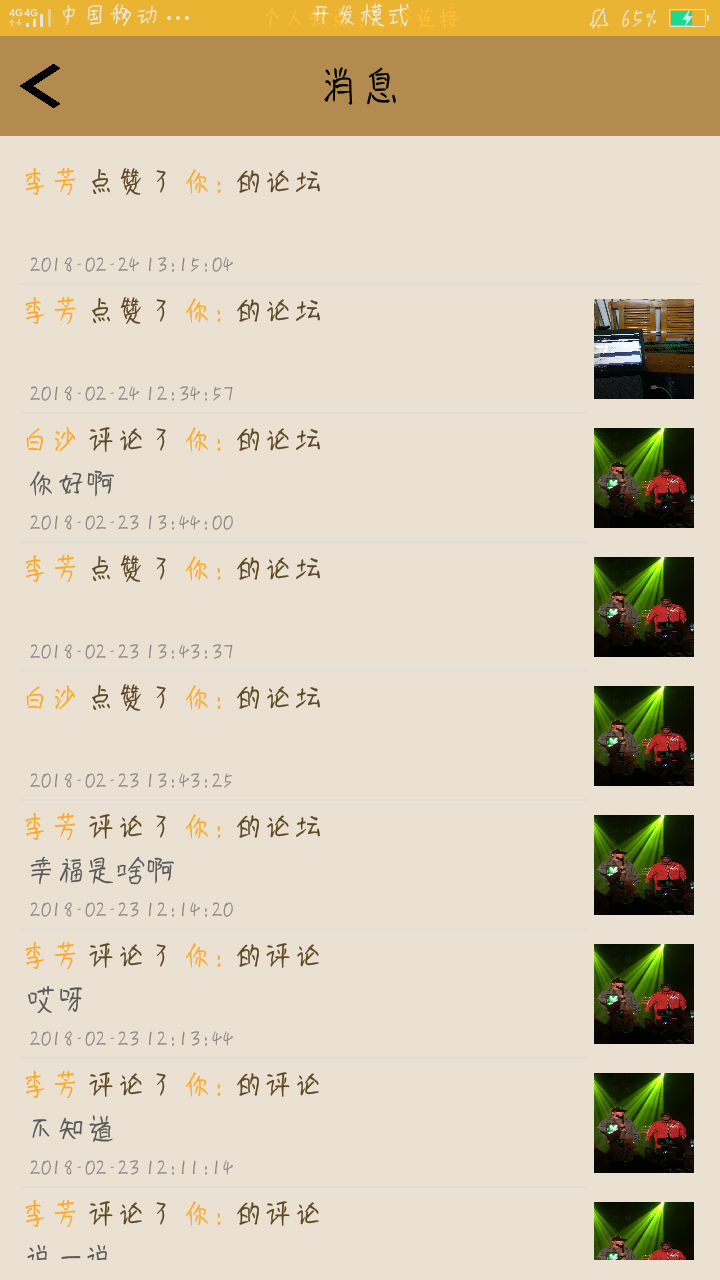 4G4G 中国移动 ••• 开发模式 65%
消息
李芳 点赞了 你: 的论坛
2018-02-24 13:15:04
李芳 点赞了 你: 的论坛
2018-02-24 12:34:57
白沙 评论了 你: 的论坛
你好啊
2018-02-23 13:44:00
李芳 点赞了 你: 的论坛
2018-02-23 13:43:37
白沙 点赞了 你: 的论坛
2018-02-23 13:43:25
李芳 评论了 你: 的论坛
幸福是啥啊
2018-02-23 12:14:20
李芳 评论了 你: 的评论
哎呀
2018-02-23 12:13:44
李芳 评论了 你: 的评论
不知道
2018-02-23 12:11:14
李芳 评论了 你: 的评论
说一说